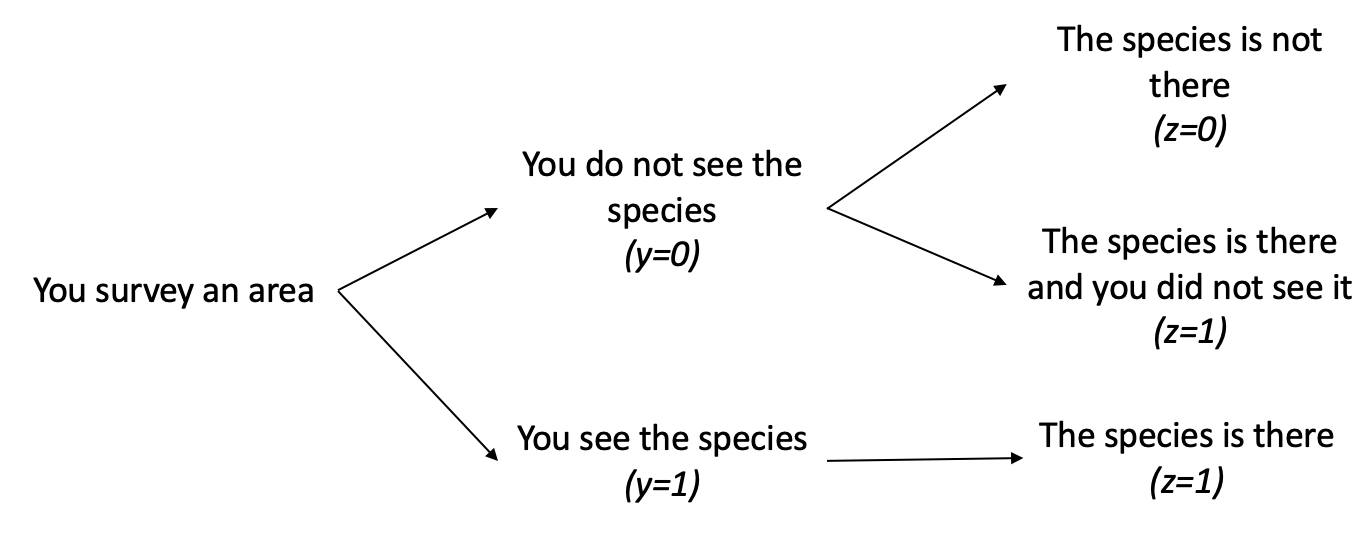 You survey an area
You do not see the
species
(y=0)
You see the species
(y=1)
The species is not
there
(z=0)
The species is there
and you did not see it
(z=1)
The species is there
(z=1)